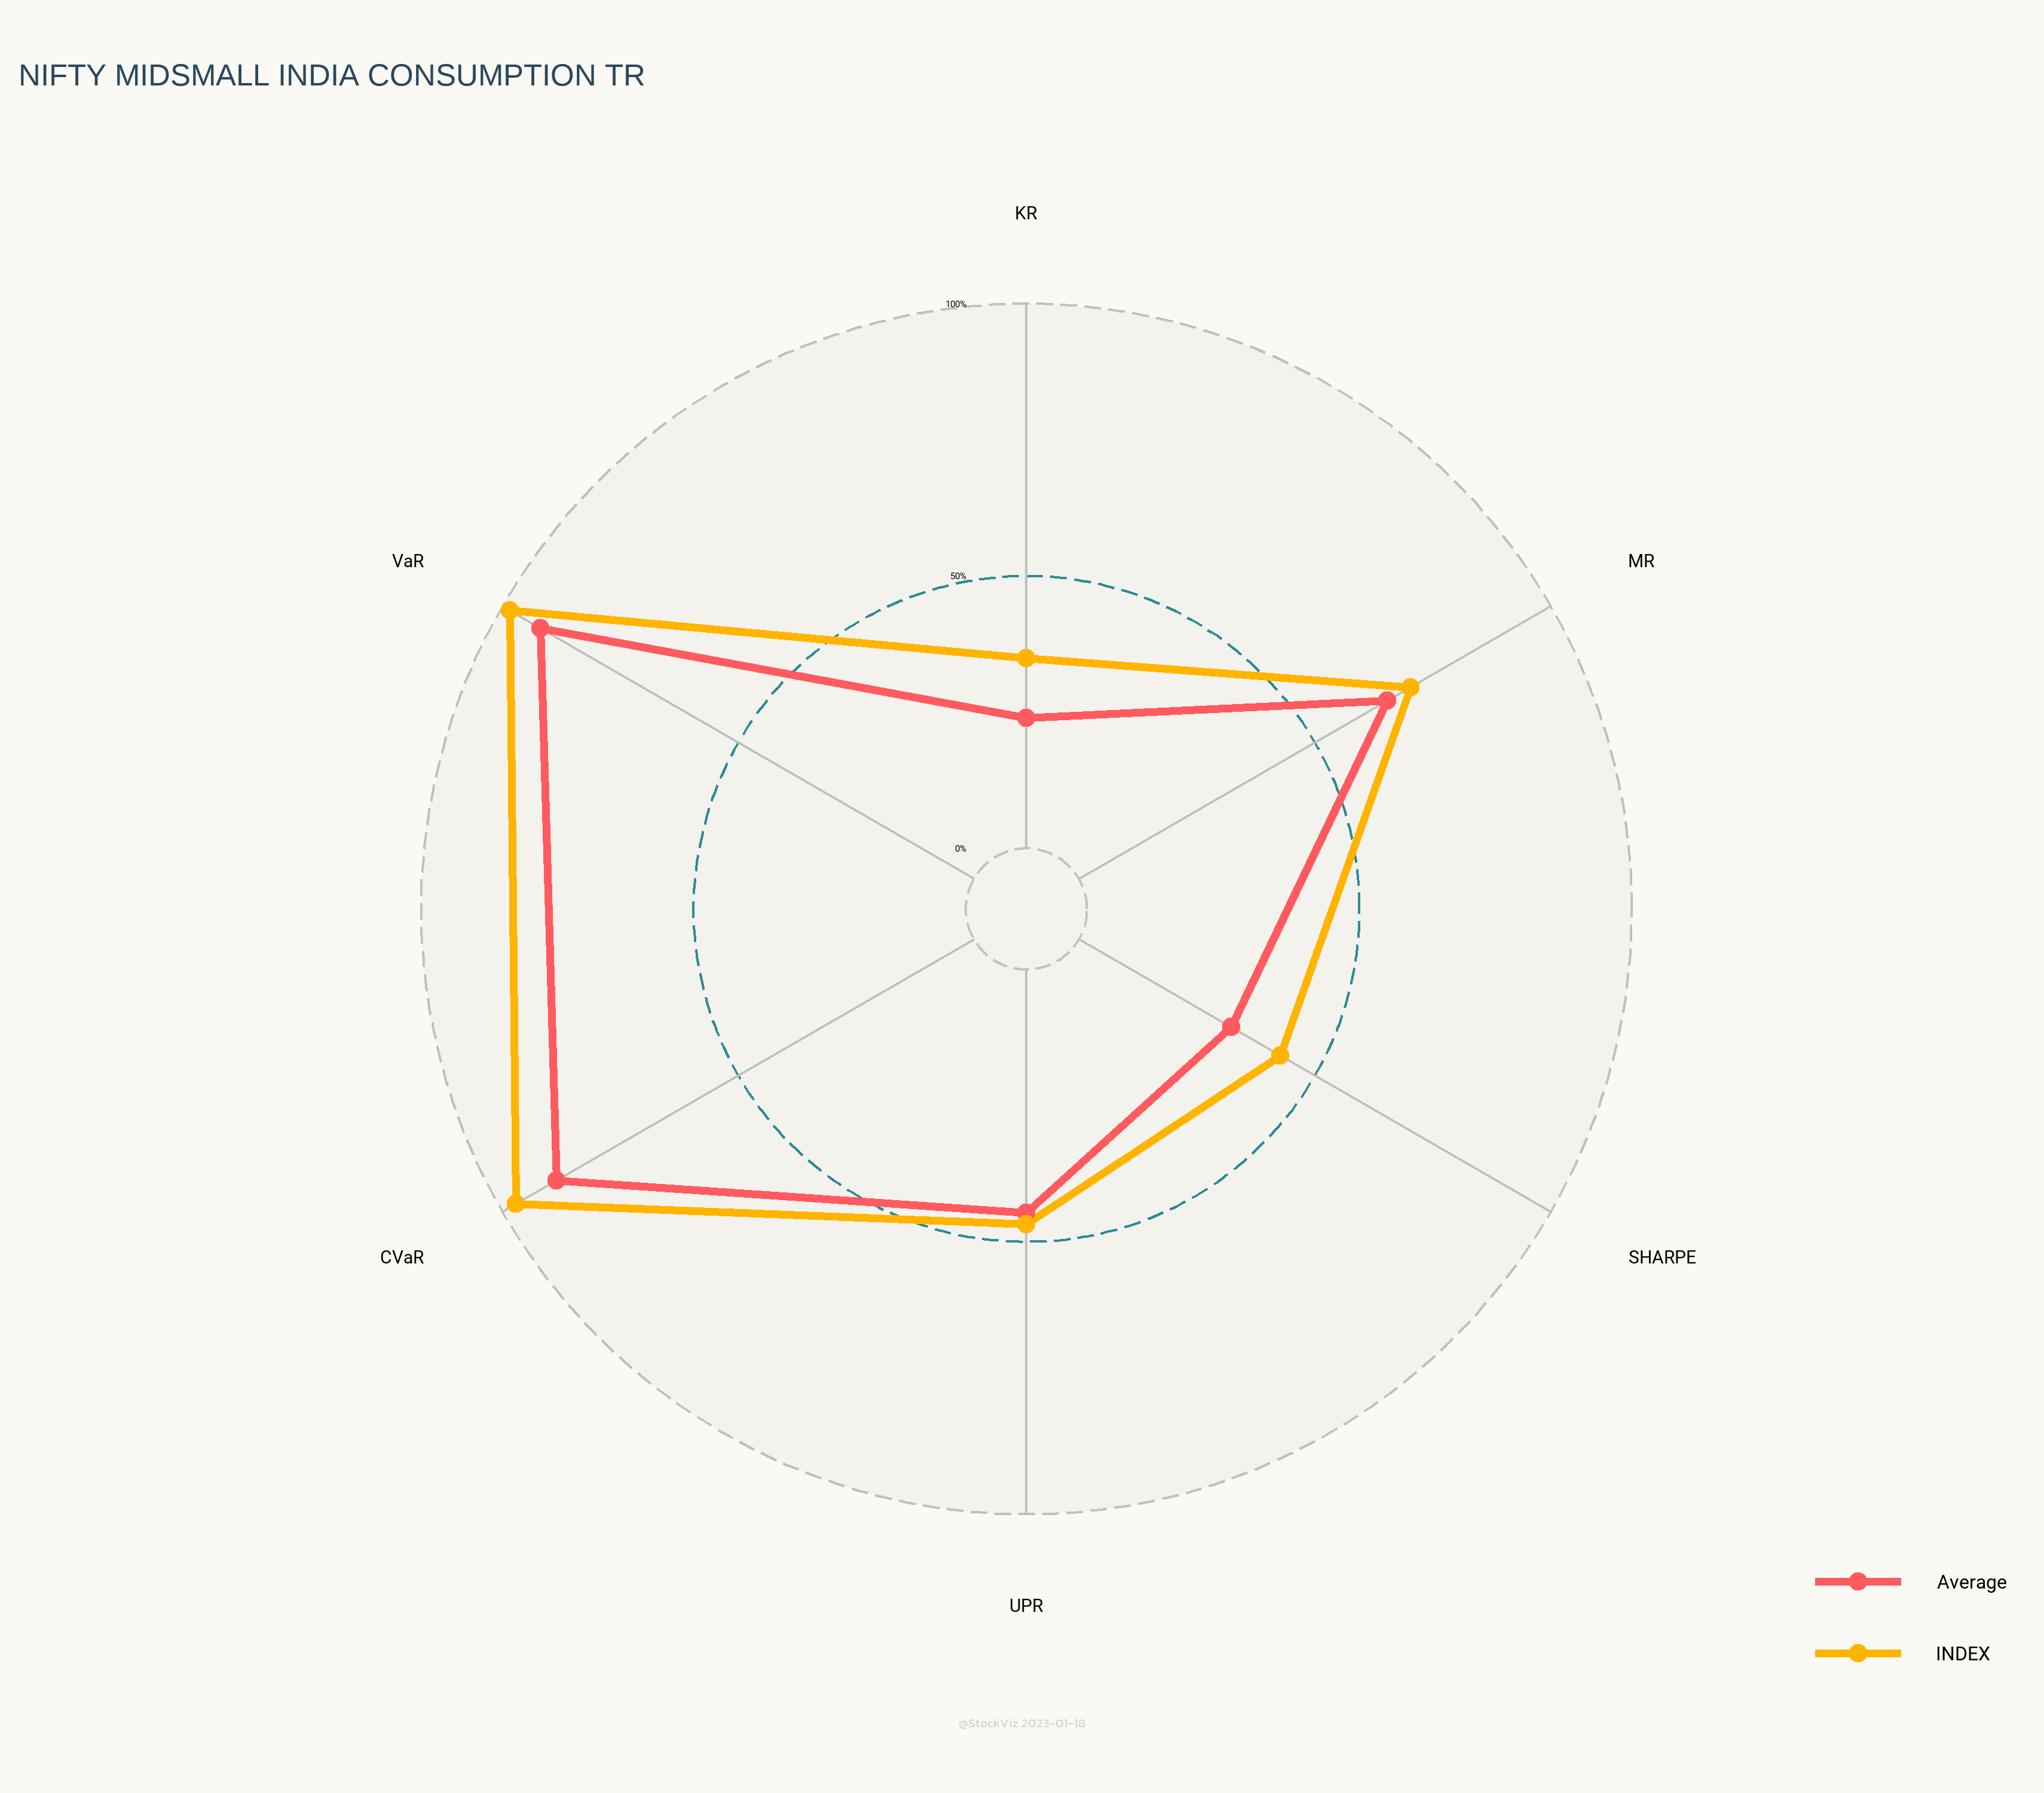 NIFTY MIDSMALL INDIA CONSUMPTION TR
KR
100%
VaR
MR
50%
0%
CVaR
SHARPE
UPR
Average
INDEX
@StockViz 2023-01-18